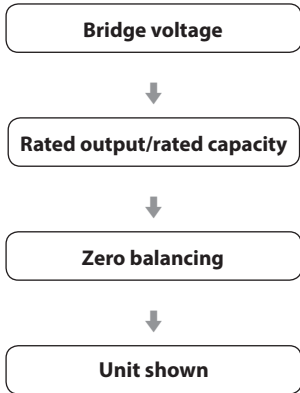 Bridge voltage
Rated output/rated capacity
Zero balancing
Unit shown